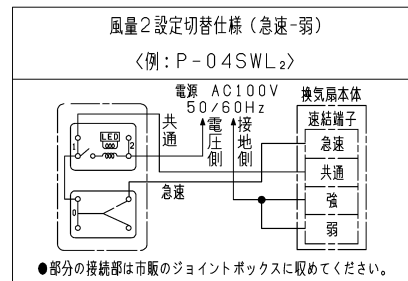 風量2設定切替仕様(急速-弱)
〈例:P-04SWL₂〉
電源 AC100V
50/60Hz
換気扇本体
速結端子
共通
電圧側
接地側
LED
1
2
急速
急速
共通
強
弱
0
●部分の接続部は市販のジョイントボックスに収めてください。